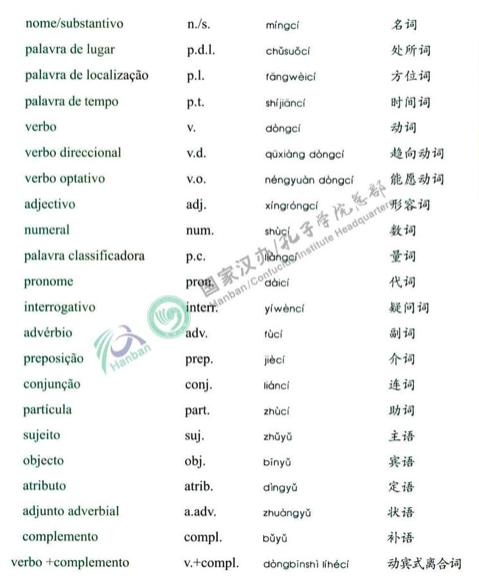 nome/substantivo n./s. míngcí 名词
palavra de lugar p.d.l. chǔsuǒcí 处所词
palavra de localização p.l. fāngwèicí 方位词
palavra de tempo p.t. shíjiāncí 时间词
verbo v. dòngcí 动词
verbo direccional v.d. qūxiàng dòngcí 趋向动词
verbo optativo v.o. néngyuàn dòngcí 能愿动词
adjectivo adj. xíngróngcí 形容词
numeral num. shùcí 数词
palavra classificadora p.c. liàngcí 量词
pronome pron. dàicí 代词
interrogativo interr. yíwèncí 疑问词
advérbio adv. fùcí 副词
preposição prep. jiècí 介词
conjunção conj. liáncí 连词
partícula part. zhùcí 助词
sujeito suj. zhǔyǔ 主语
objecto obj. bīnyǔ 宾语
atributo atrib. dìngyǔ 定语
adjunto adverbial a.adv. zhuàngyǔ 状语
complemento compl. bǔyǔ 补语
verbo +complemento v.+compl. dòngbīnshì líhécí 动宾式离合词
Hanban
国家汉办/孔子学院总部
Hanban/Confucius Institute Headquarters